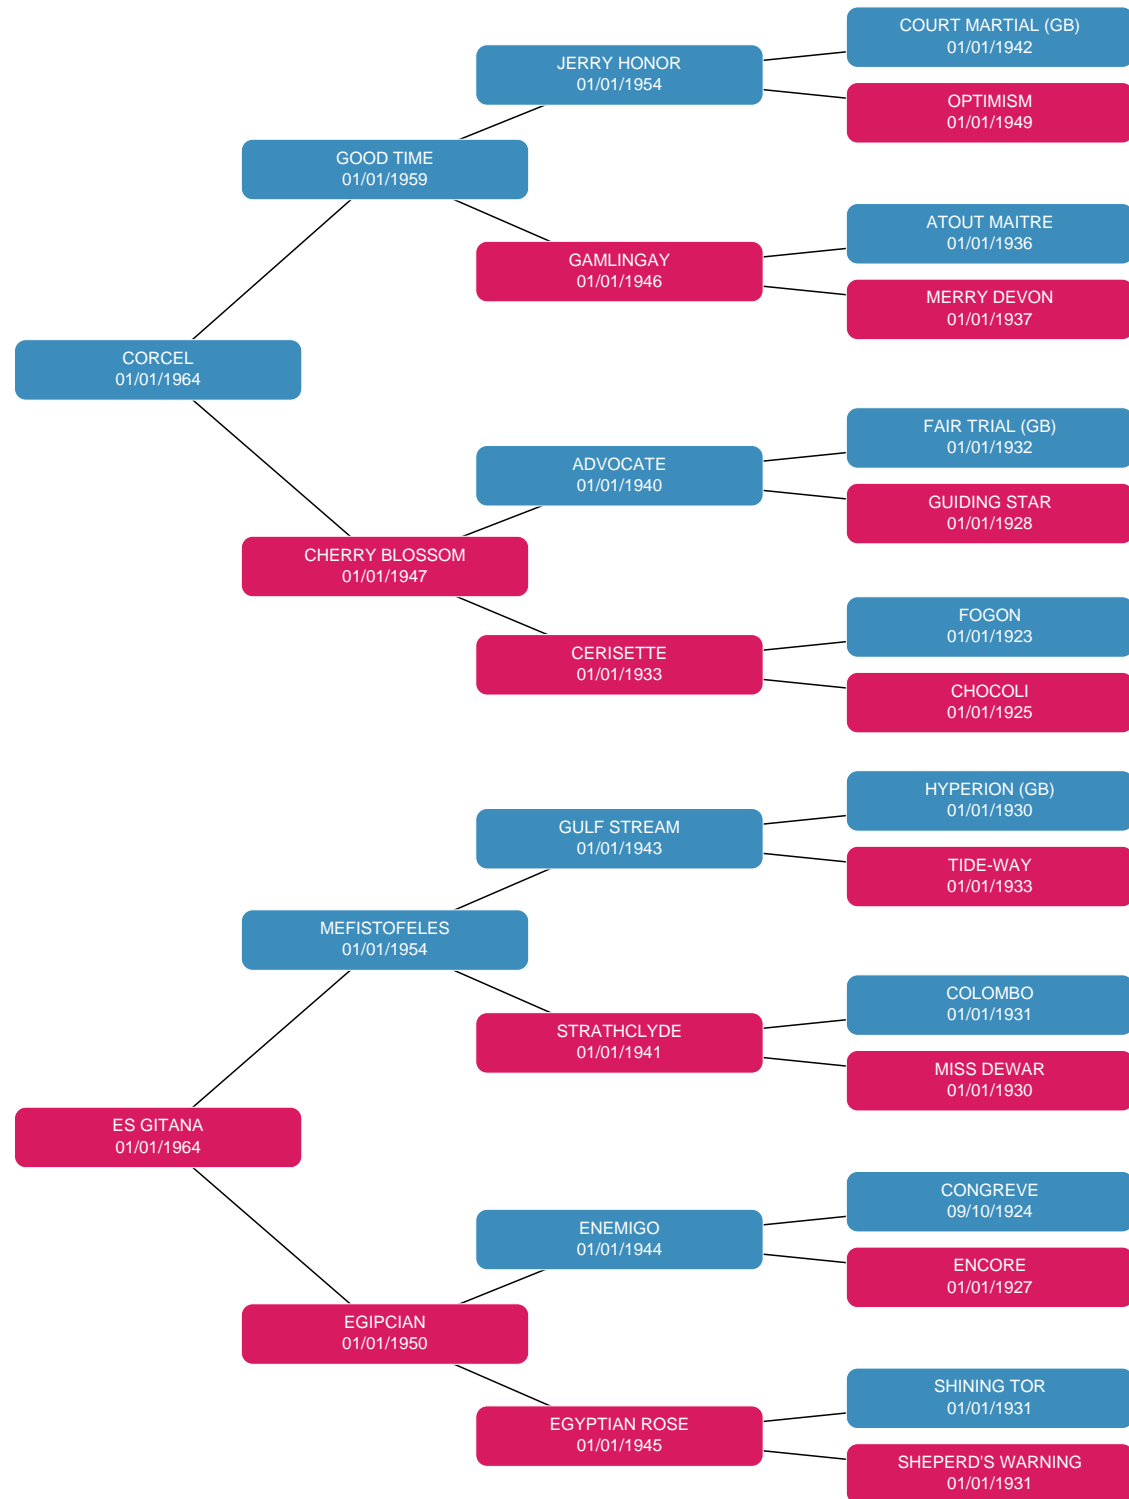 COURT MARTIAL (GB)
01/01/1942
JERRY HONOR
01/01/1954
OPTIMISM
01/01/1949
GOOD TIME
01/01/1959
ATOUT MAITRE
01/01/1936
GAMLINGAY
01/01/1946
MERRY DEVON
01/01/1937
CORCEL
01/01/1964
FAIR TRIAL (GB)
01/01/1932
ADVOCATE
01/01/1940
GUIDING STAR
01/01/1928
CHERRY BLOSSOM
01/01/1947
FOGON
01/01/1923
CERISETTE
01/01/1933
CHOCOLI
01/01/1925
HYPERION (GB)
01/01/1930
GULF STREAM
01/01/1943
TIDE-WAY
01/01/1933
MEFISTOFELES
01/01/1954
COLOMBO
01/01/1931
STRATHCLYDE
01/01/1941
MISS DEWAR
01/01/1930
ES GITANA
01/01/1964
CONGREVE
09/10/1924
ENEMIGO
01/01/1944
ENCORE
01/01/1927
EGIPCIAN
01/01/1950
SHINING TOR
01/01/1931
EGYPTIAN ROSE
01/01/1945
SHEPERD'S WARNING
01/01/1931